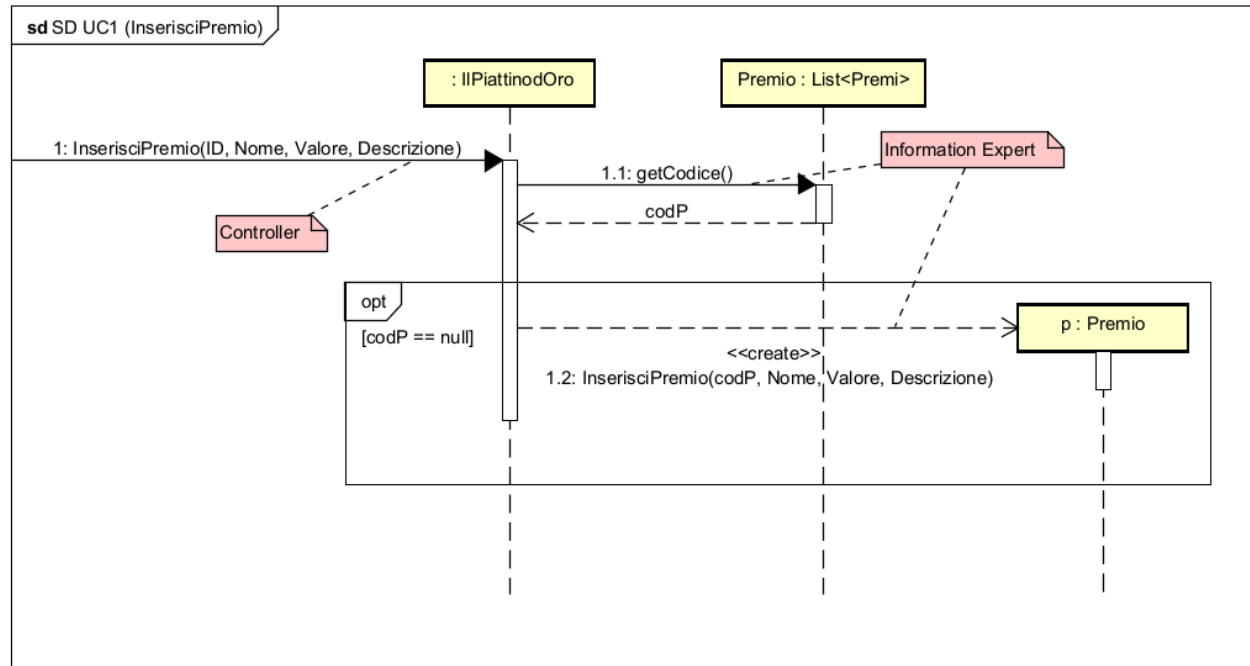 sd SD UC1 (InserisciPremio)
: IlPiattinodOro
Premio : List<Premi>
1: InserisciPremio(ID, Nome, Valore, Descrizione)
Information Expert
1.1: getCodice()
codP
Controller
opt
[codP == null]
p : Premio
<<create>>
1.2: InserisciPremio(codP, Nome, Valore, Descrizione)